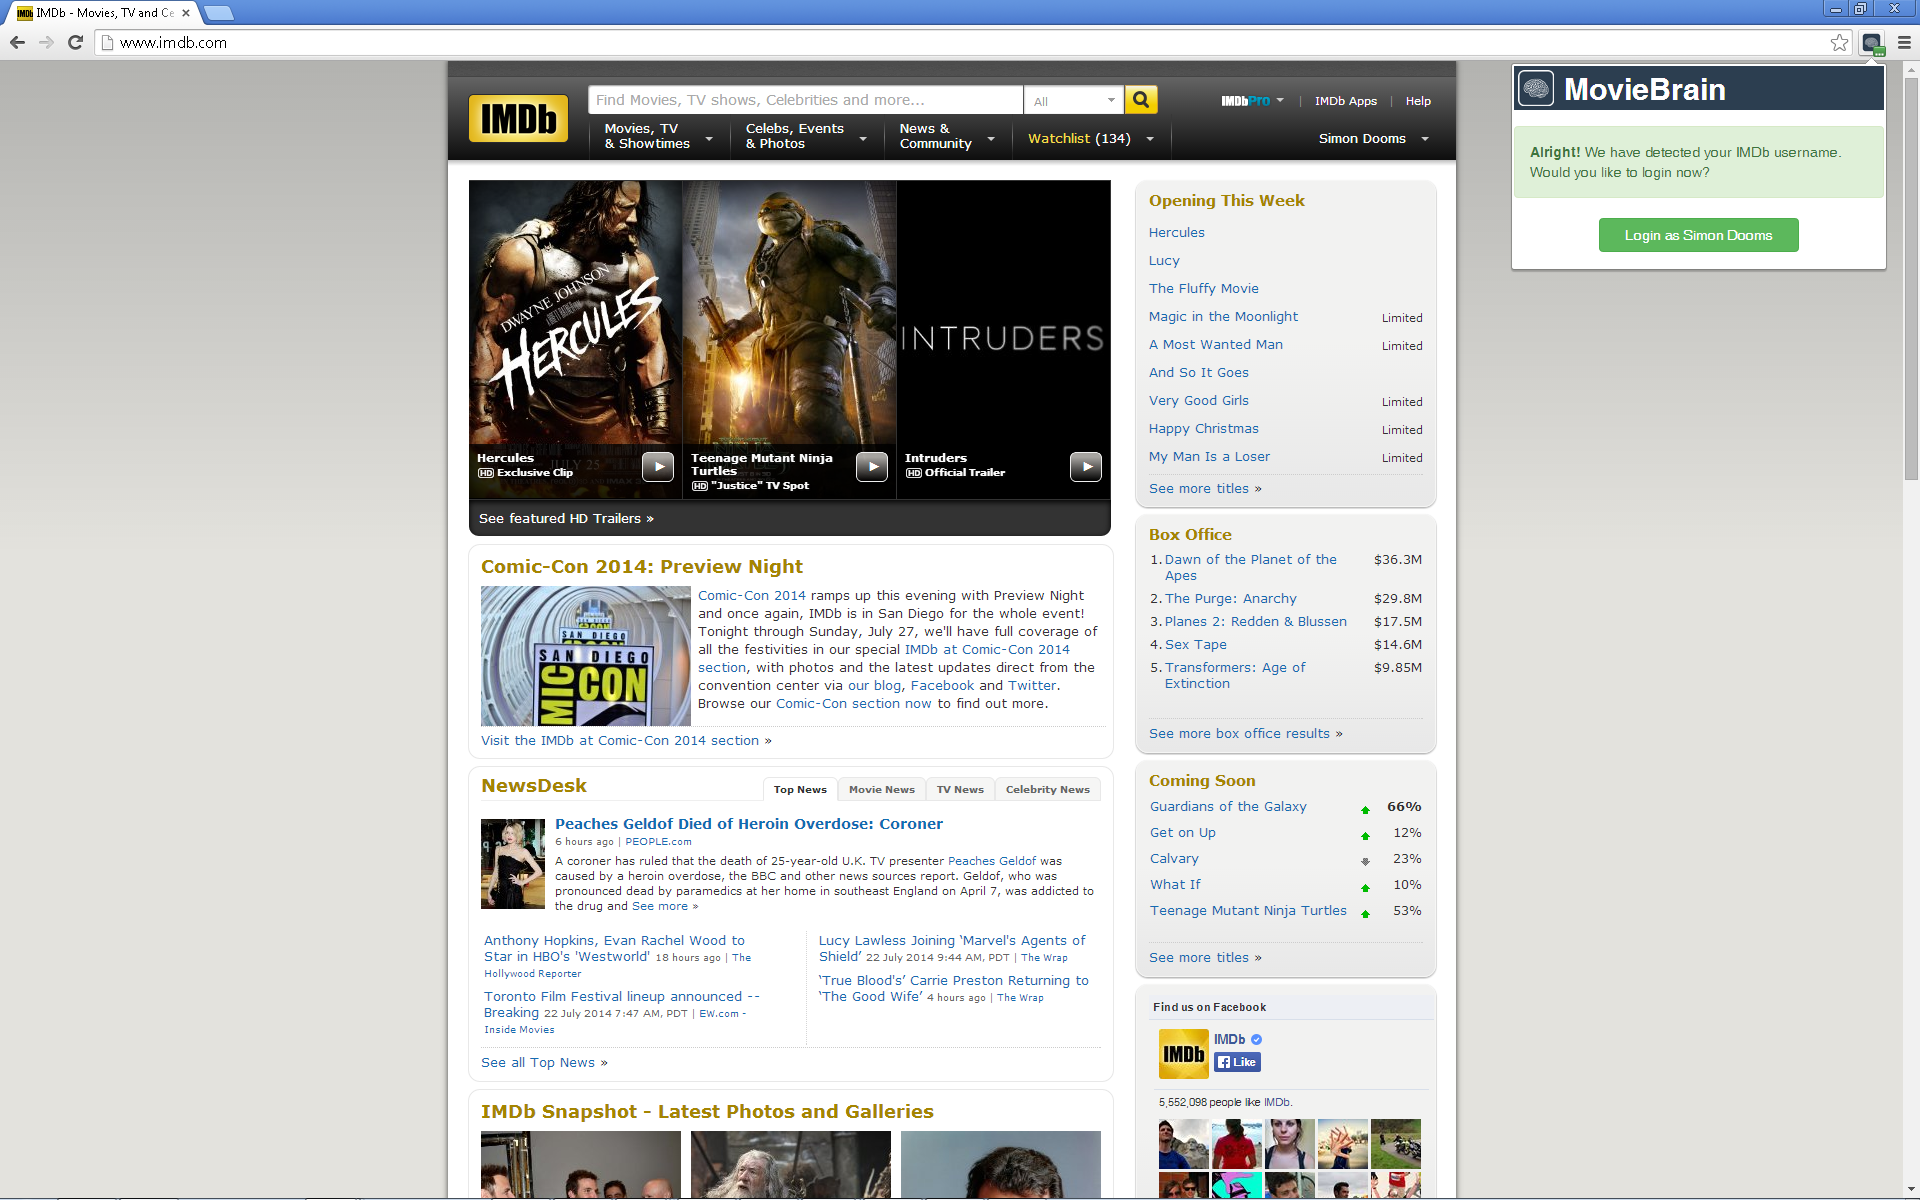 IMDb - Movies, TV and Ce
www.imdb.com
MovieBrain
Alright! We have detected your IMDb username.
Would you like to login now?
Login as Simon Dooms
IMDb
Find Movies, TV shows, Celebrities and more...
All
IMDbPro | IMDb Apps | Help
Movies, TV
& Showtimes
Celebs, Events
& Photos
News &
Community
Watchlist (134)
Simon Dooms
DWAYNE JOHNSON
HERCULES
JULY 25
Hercules
HD Exclusive Clip
Teenage Mutant Ninja
Turtles
HD "Justice" TV Spot
INTRUDERS
Intruders
HD Official Trailer
See featured HD Trailers »
Comic-Con 2014: Preview Night
SAN DIEGO
SAN DIEGO
COMIC CON
Comic-Con 2014 ramps up this evening with Preview Night
and once again, IMDb is in San Diego for the whole event!
Tonight through Sunday, July 27, we'll have full coverage of
all the festivities in our special IMDb at Comic-Con 2014
section, with photos and the latest updates direct from the
convention center via our blog, Facebook and Twitter.
Browse our Comic-Con section now to find out more.
Visit the IMDb at Comic-Con 2014 section »
NewsDesk
Top News
Movie News
TV News
Celebrity News
Peaches Geldof Died of Heroin Overdose: Coroner
6 hours ago | PEOPLE.com
A coroner has ruled that the death of 25-year-old U.K. TV presenter Peaches Geldof was
caused by a heroin overdose, the BBC and other news sources report. Geldof, who was
pronounced dead by paramedics at her home in southeast England on April 7, was addicted to
the drug and See more »
Anthony Hopkins, Evan Rachel Wood to
Star in HBO's 'Westworld' 18 hours ago | The
Hollywood Reporter
Toronto Film Festival lineup announced --
Breaking 22 July 2014 7:47 AM, PDT | EW.com -
Inside Movies
Lucy Lawless Joining ‘Marvel's Agents of
Shield’ 22 July 2014 9:44 AM, PDT | The Wrap
‘True Blood's’ Carrie Preston Returning to
‘The Good Wife’ 4 hours ago | The Wrap
See all Top News »
IMDb Snapshot - Latest Photos and Galleries
Opening This Week
Hercules
Lucy
The Fluffy Movie
Magic in the Moonlight Limited
A Most Wanted Man Limited
And So It Goes
Very Good Girls Limited
Happy Christmas Limited
My Man Is a Loser Limited
See more titles »
Box Office
1. Dawn of the Planet of the $36.3M
Apes
2. The Purge: Anarchy $29.8M
3. Planes 2: Redden & Blussen $17.5M
4. Sex Tape $14.6M
5. Transformers: Age of $9.85M
Extinction
See more box office results »
Coming Soon
Guardians of the Galaxy 66%
Get on Up 12%
Calvary 23%
What If 10%
Teenage Mutant Ninja Turtles 53%
See more titles »
Find us on Facebook
IMDb
IMDb
Like
5,552,098 people like IMDb.